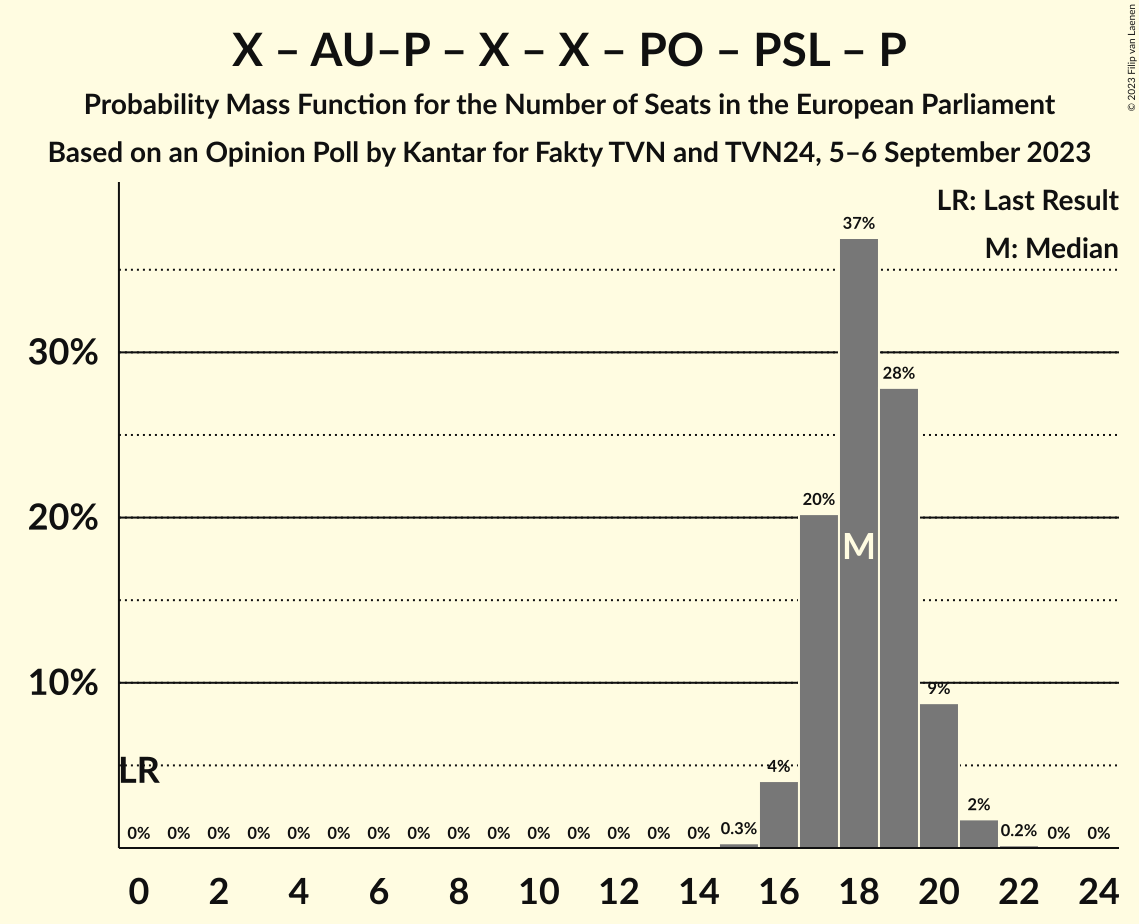 X – AU–P – X – X – PO – PSL – P
Probability Mass Function for the Number of Seats in the European Parliament
Based on an Opinion Poll by Kantar for Fakty TVN and TVN24, 5–6 September 2023
© 2023 Filip van Laenen
LR: Last Result
M: Median
37%
30%
28%
20%
20%
M
10%
9%
LR
4%
2%
0% 0% 0% 0% 0% 0% 0% 0% 0% 0% 0% 0% 0% 0% 0% 0.3% 0.2% 0% 0%
0 2 4 6 8 10 12 14 16 18 20 22 24